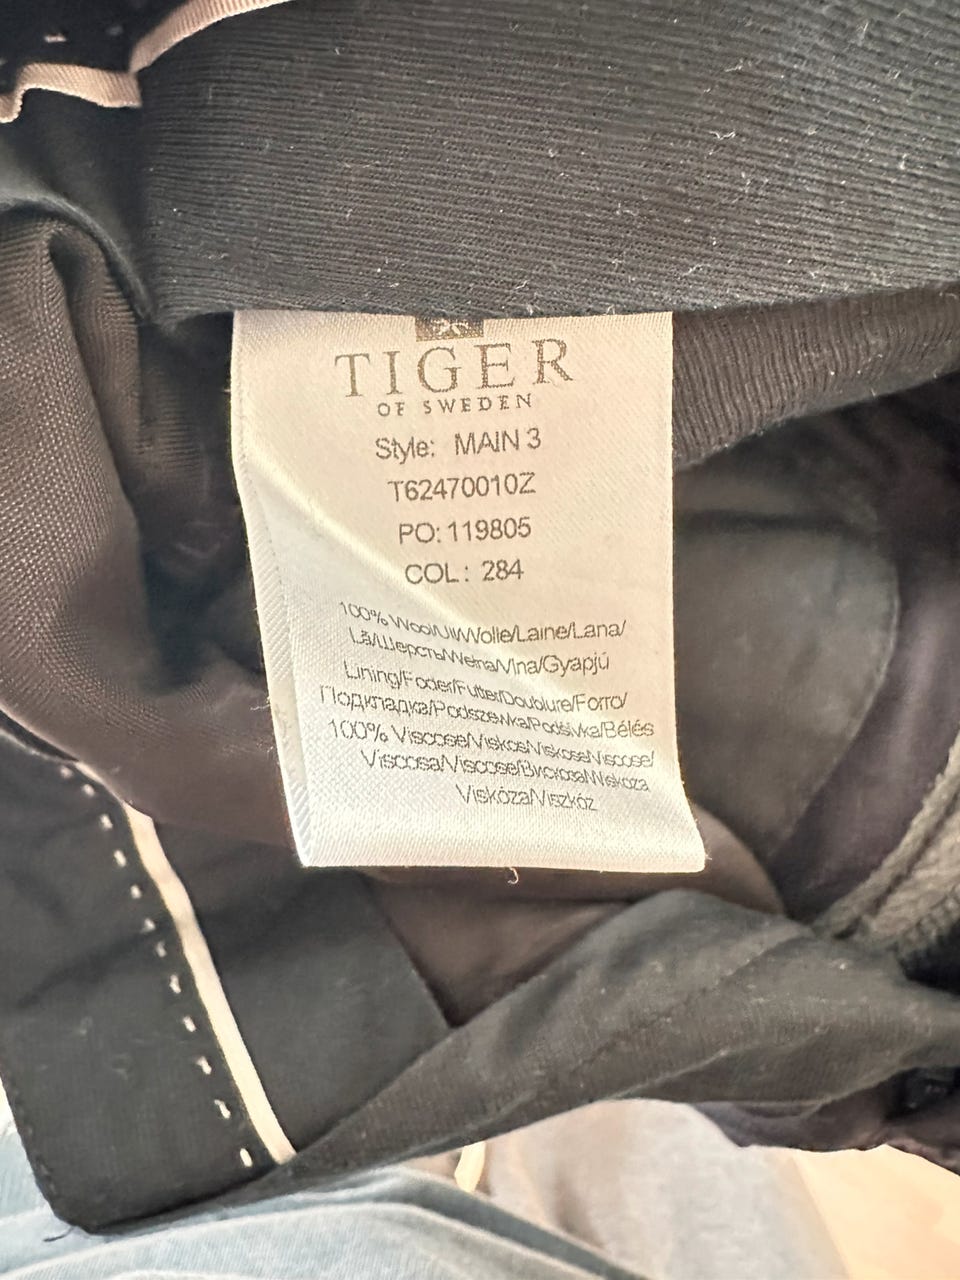 TIGER
OF SWEDEN
Style: MAIN 3
T62470010Z
PO: 119805
COL: 284
100% Wool/Ull/Wolle/Laine/Lana/
Lã/Шерсть/Wełna/Vlna/Gyapjú
Lining/Foder/Futter/Doublure/Forro/
Подкладка/Podszewka/Podšívka/Bélés
100% Viscose/Viskos/Viskose/Viscose/
Viscosa/Viscose/Вискоза/Wiskoza
Viskóza/Viszkóz